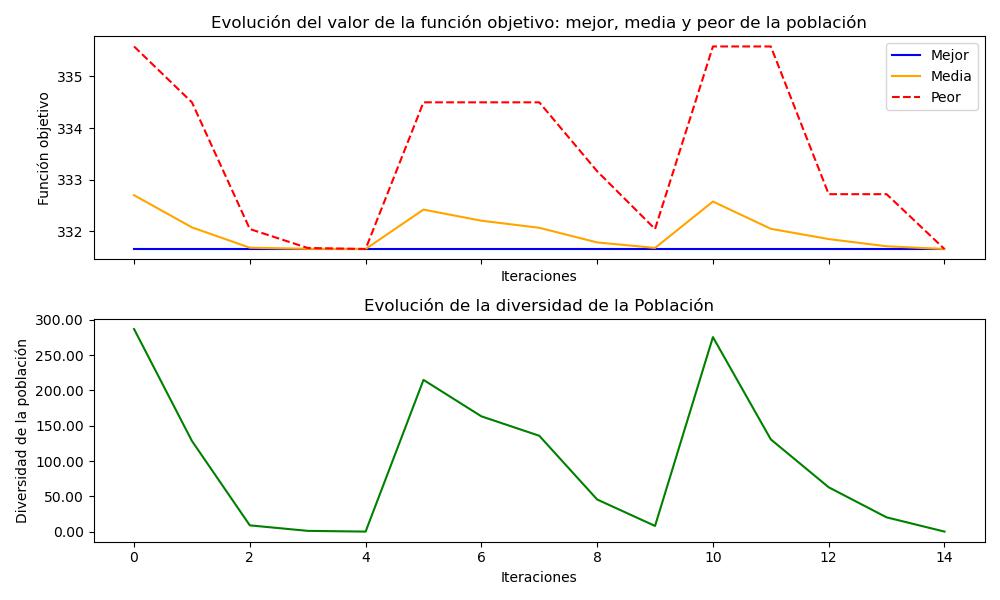 Evolución del valor de la función objetivo: mejor, media y peor de la población
Función objetivo
335
334
333
332
Mejor
Media
Peor
Iteraciones
Evolución de la diversidad de la Población
Diversidad de la población
300.00
250.00
200.00
150.00
100.00
50.00
0.00
0 2 4 6 8 10 12 14
Iteraciones